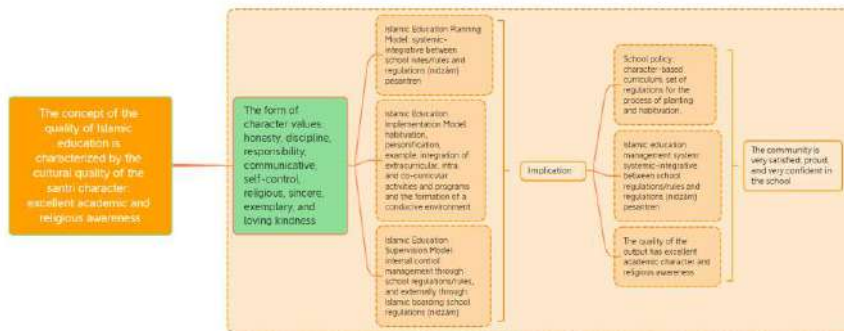 The concept of the
quality of Islamic
education is
characterized by the
cultural quality of the
santri character:
excellent academic and
religious awareness
The form of
character values:
honesty, discipline,
responsibility,
communicative,
self-control,
religious, sincere,
exemplary, and
loving kindness
Islamic Education Planning
Model: systemic-
integrative between
school rules/rules and
regulations (nidzám)
pesantren
Islamic Education
Implementation Model:
habituation,
personification,
example, integration of
extracurricular, intra
and co-curricular
activities and programs
and the formation of a
conducive environment
Islamic Education
Supervision Model:
internal control
management through
school regulations/rules,
and externally through
Islamic boarding school
regulations (nidzám)
Implication
School policy:
character-based
curriculum, set of
regulations for the
process of planting
and habituation.
Islamic education
management system:
systemic-integrative
between school
regulations/rules and
regulations (nidzám)
pesantren
The quality of the
output has excellent
academic character and
religious awareness
The community is
very satisfied, proud,
and very confident in
the school